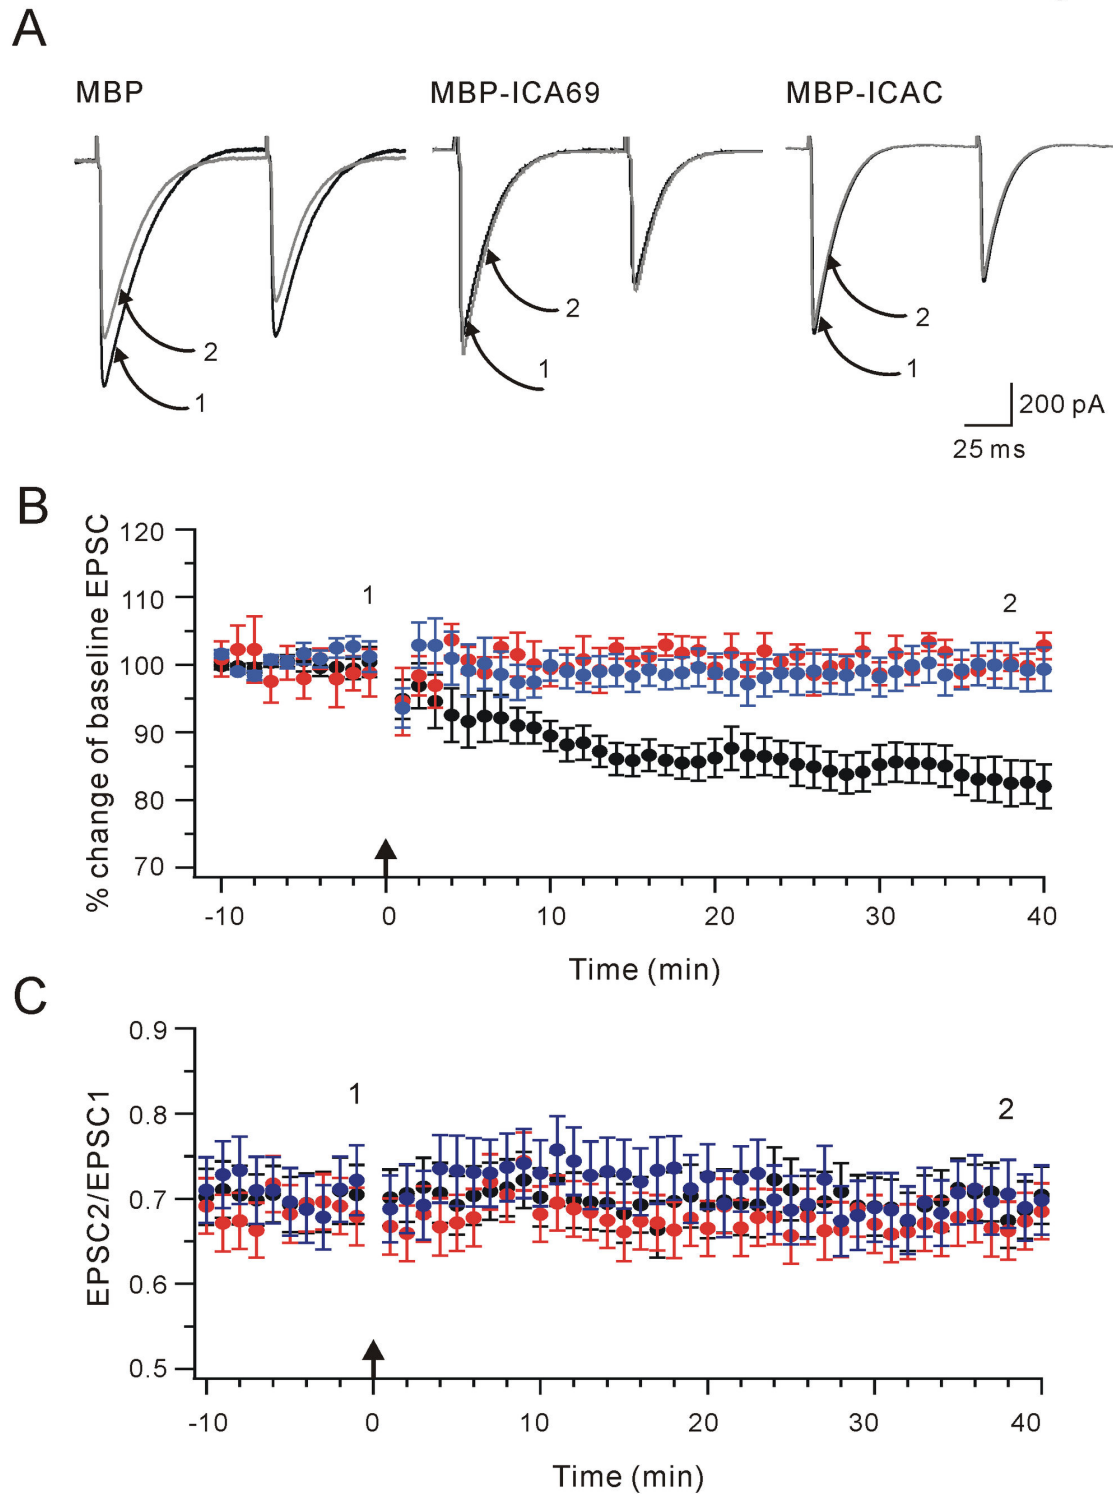 A
MBP
MBP-ICA69
MBP-ICAC
2
1
2
1
2
1
200 pA
25 ms
B
% change of baseline EPSC
120
110
100
90
80
70
1
2
-10
0
10
20
30
40
Time (min)
C
EPSC2/EPSC1
0.9
0.8
0.7
0.6
0.5
1
2
-10
0
10
20
30
40
Time (min)